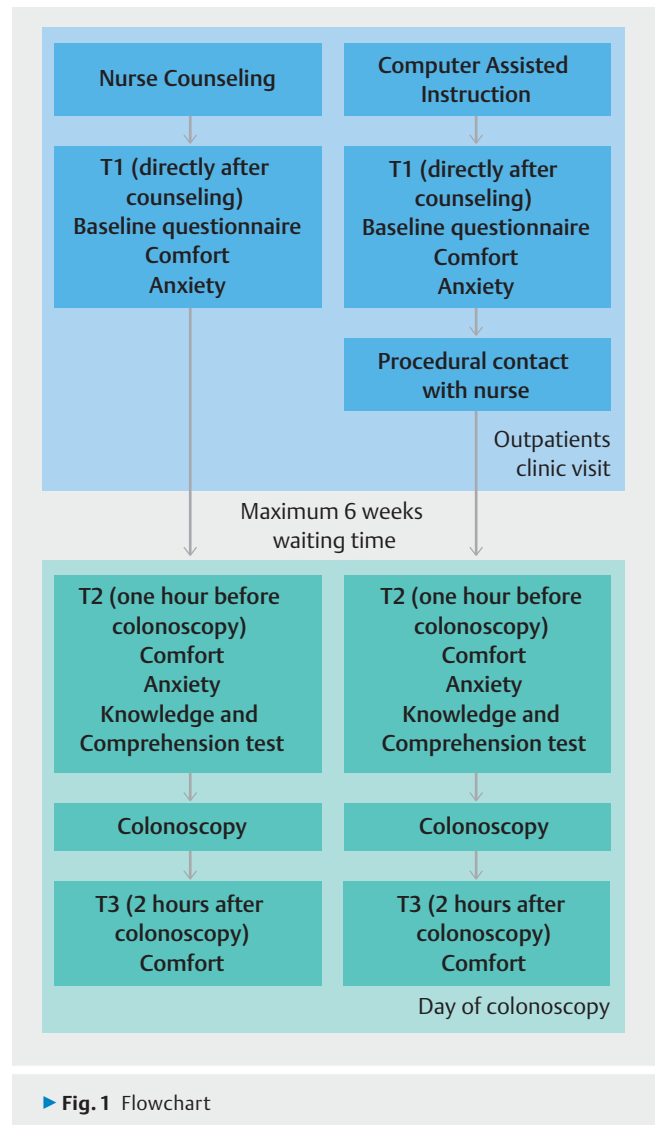 Nurse Counseling
Computer Assisted
Instruction
T1 (directly after
counseling)
Baseline questionnaire
Comfort
Anxiety
T1 (directly after
counseling)
Baseline questionnaire
Comfort
Anxiety
Procedural contact
with nurse
Outpatients
clinic visit
Maximum 6 weeks
waiting time
T2 (one hour before
colonoscopy)
Comfort
Anxiety
Knowledge and
Comprehension test
T2 (one hour before
colonoscopy)
Comfort
Anxiety
Knowledge and
Comprehension test
Colonoscopy
Colonoscopy
T3 (2 hours after
colonoscopy)
Comfort
T3 (2 hours after
colonoscopy)
Comfort
Day of colonoscopy
▶ Fig. 1 Flowchart